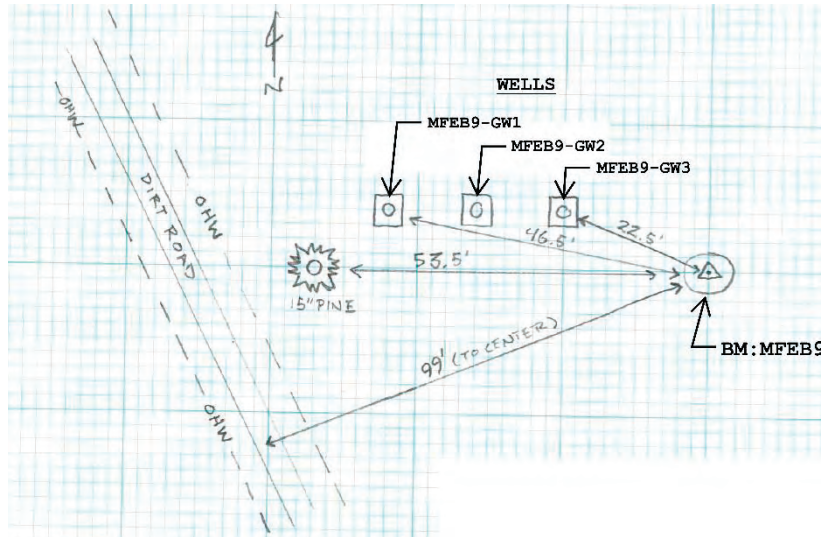 N
WELLS
MFEB9-GW1
MFEB9-GW2
MFEB9-GW3
OHW
OHW
DIRT ROAD
OHW
46.5'
22.5'
53.5'
15" PINE
99' (TO CENTER)
BM:MFEB9
OHW